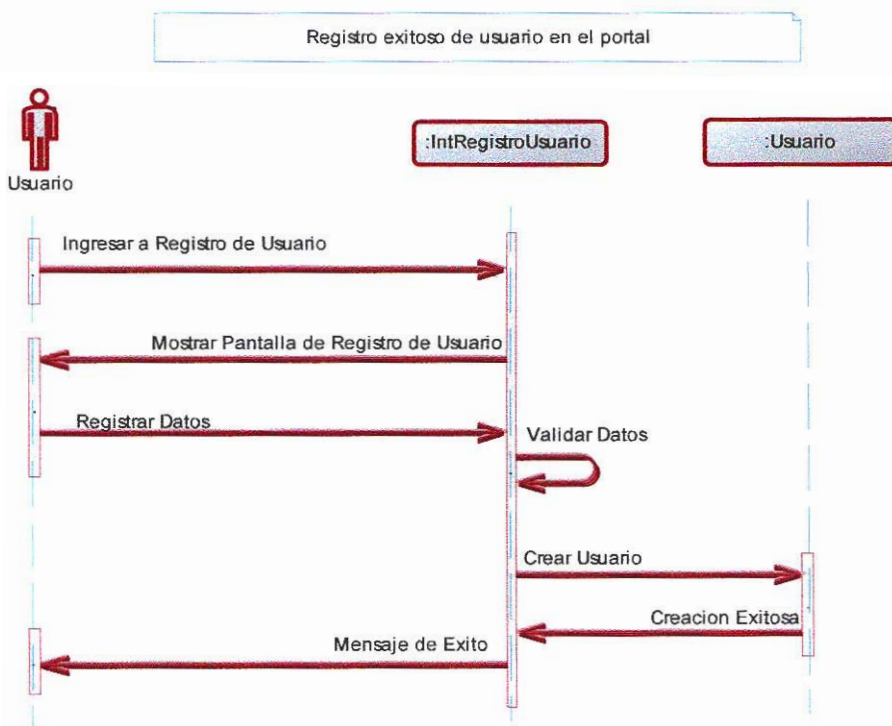 Registro exitoso de usuario en el portal
Usuario
:IntRegistroUsuario
:Usuario
Ingresar a Registro de Usuario
Mostrar Pantalla de Registro de Usuario
Registrar Datos
Validar Datos
Crear Usuario
Creacion Exitosa
Mensaje de Exito